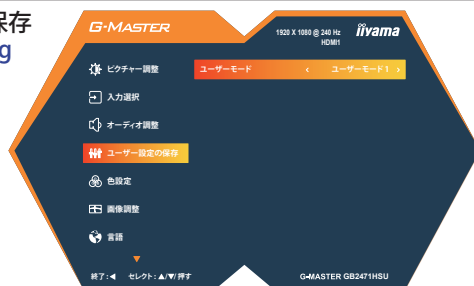 保存
g
G-MASTER
1920 X 1080 @ 240 Hz
HDMI1
iiyama
ピクチャー調整
ユーザーモード ‹ ユーザーモード 1 ›
入力選択
オーディオ調整
ユーザー設定の保存
色設定
画像調整
言語
▼
終了:◀ セレクト:▲/▼/押す
G-MASTER GB2471HSU